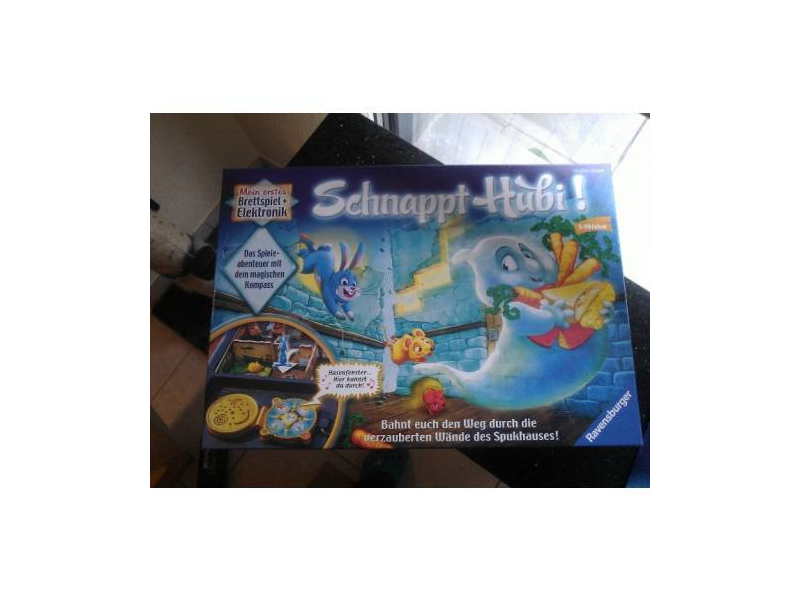 Mein erstes
Brettspiel+
Elektronik
Schnappt Hubi!
Das Spiele-
abenteuer mit
dem magischen
Kompass
Hasenfenster...
Hier kannst
du durch!
Bahnt euch den Weg durch die
verzauberten Wände des Spukhauses!
Ravensburger